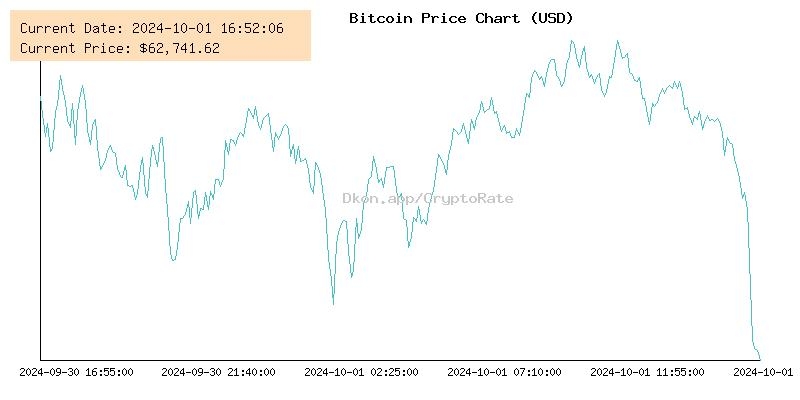 Bitcoin Price Chart (USD)
Current Date: 2024-10-01 16:52:06
Current Price: $62,741.62
Dkon.app/CryptoRate
2024-09-30 16:55:00 2024-09-30 21:40:00 2024-10-01 02:25:00 2024-10-01 07:10:00 2024-10-01 11:55:00 2024-10-01